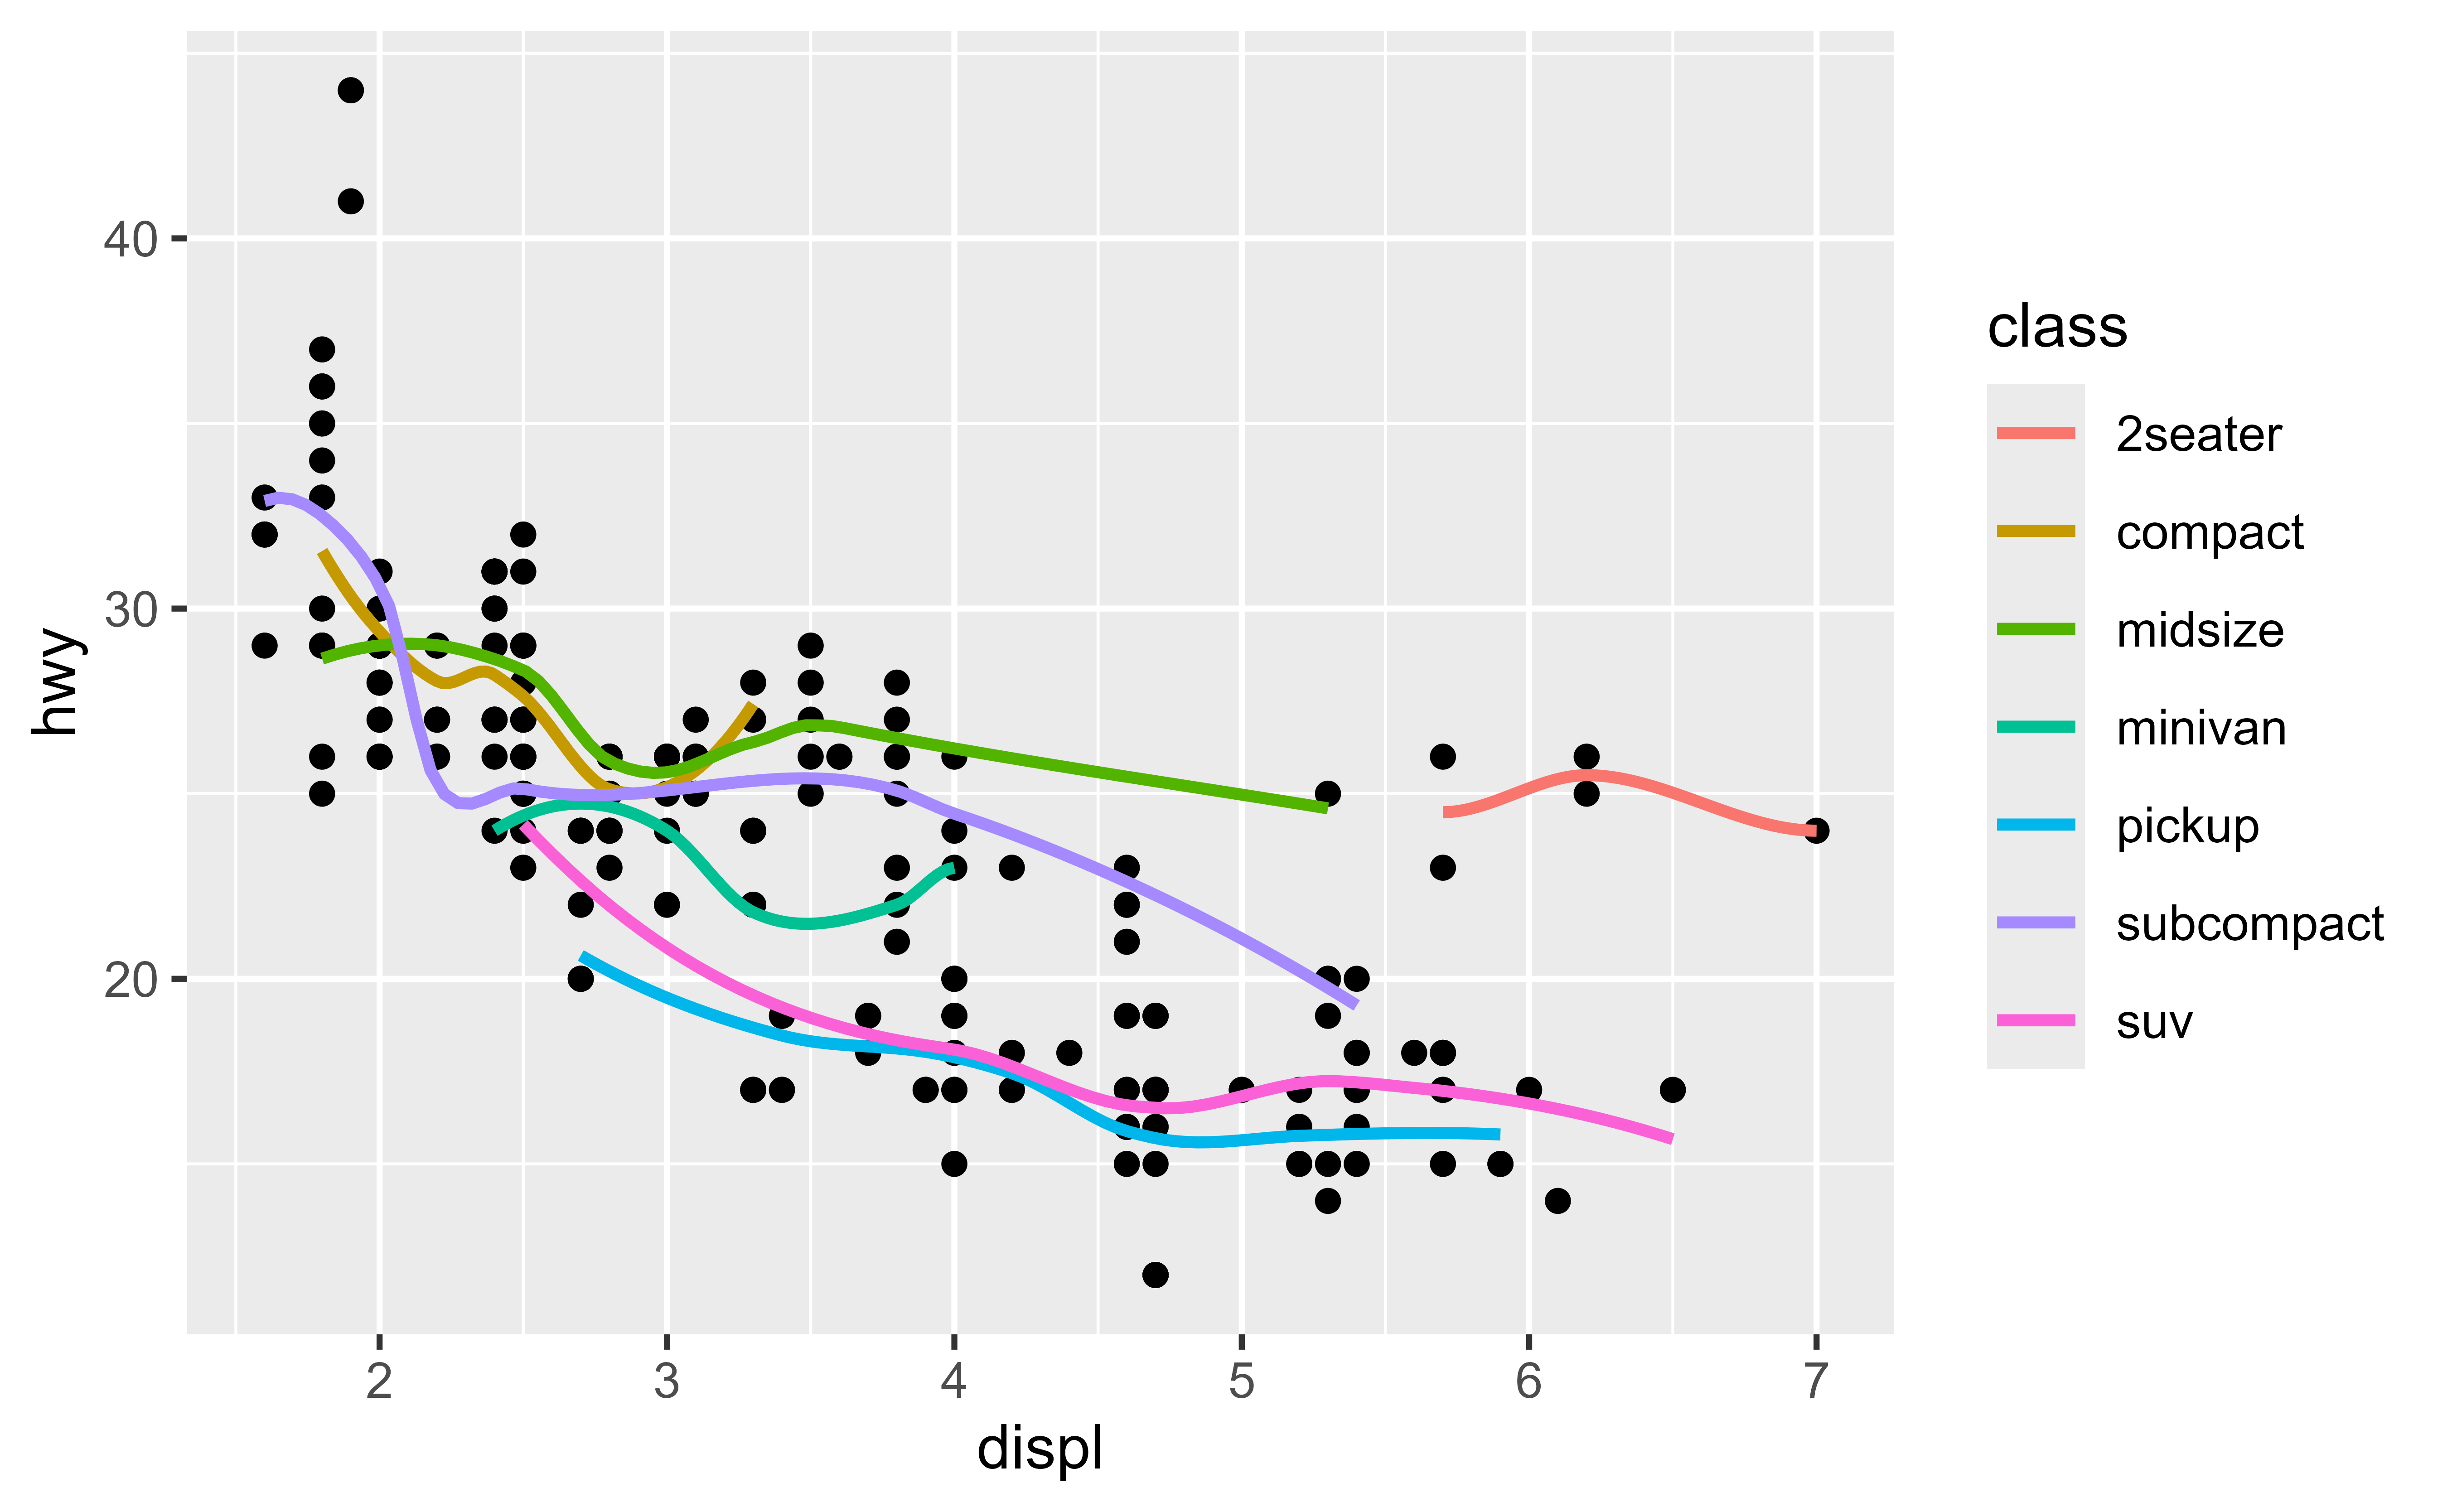 hwy
40
30
20
2
3
4
5
6
7
displ
class
2seater
compact
midsize
minivan
pickup
subcompact
suv